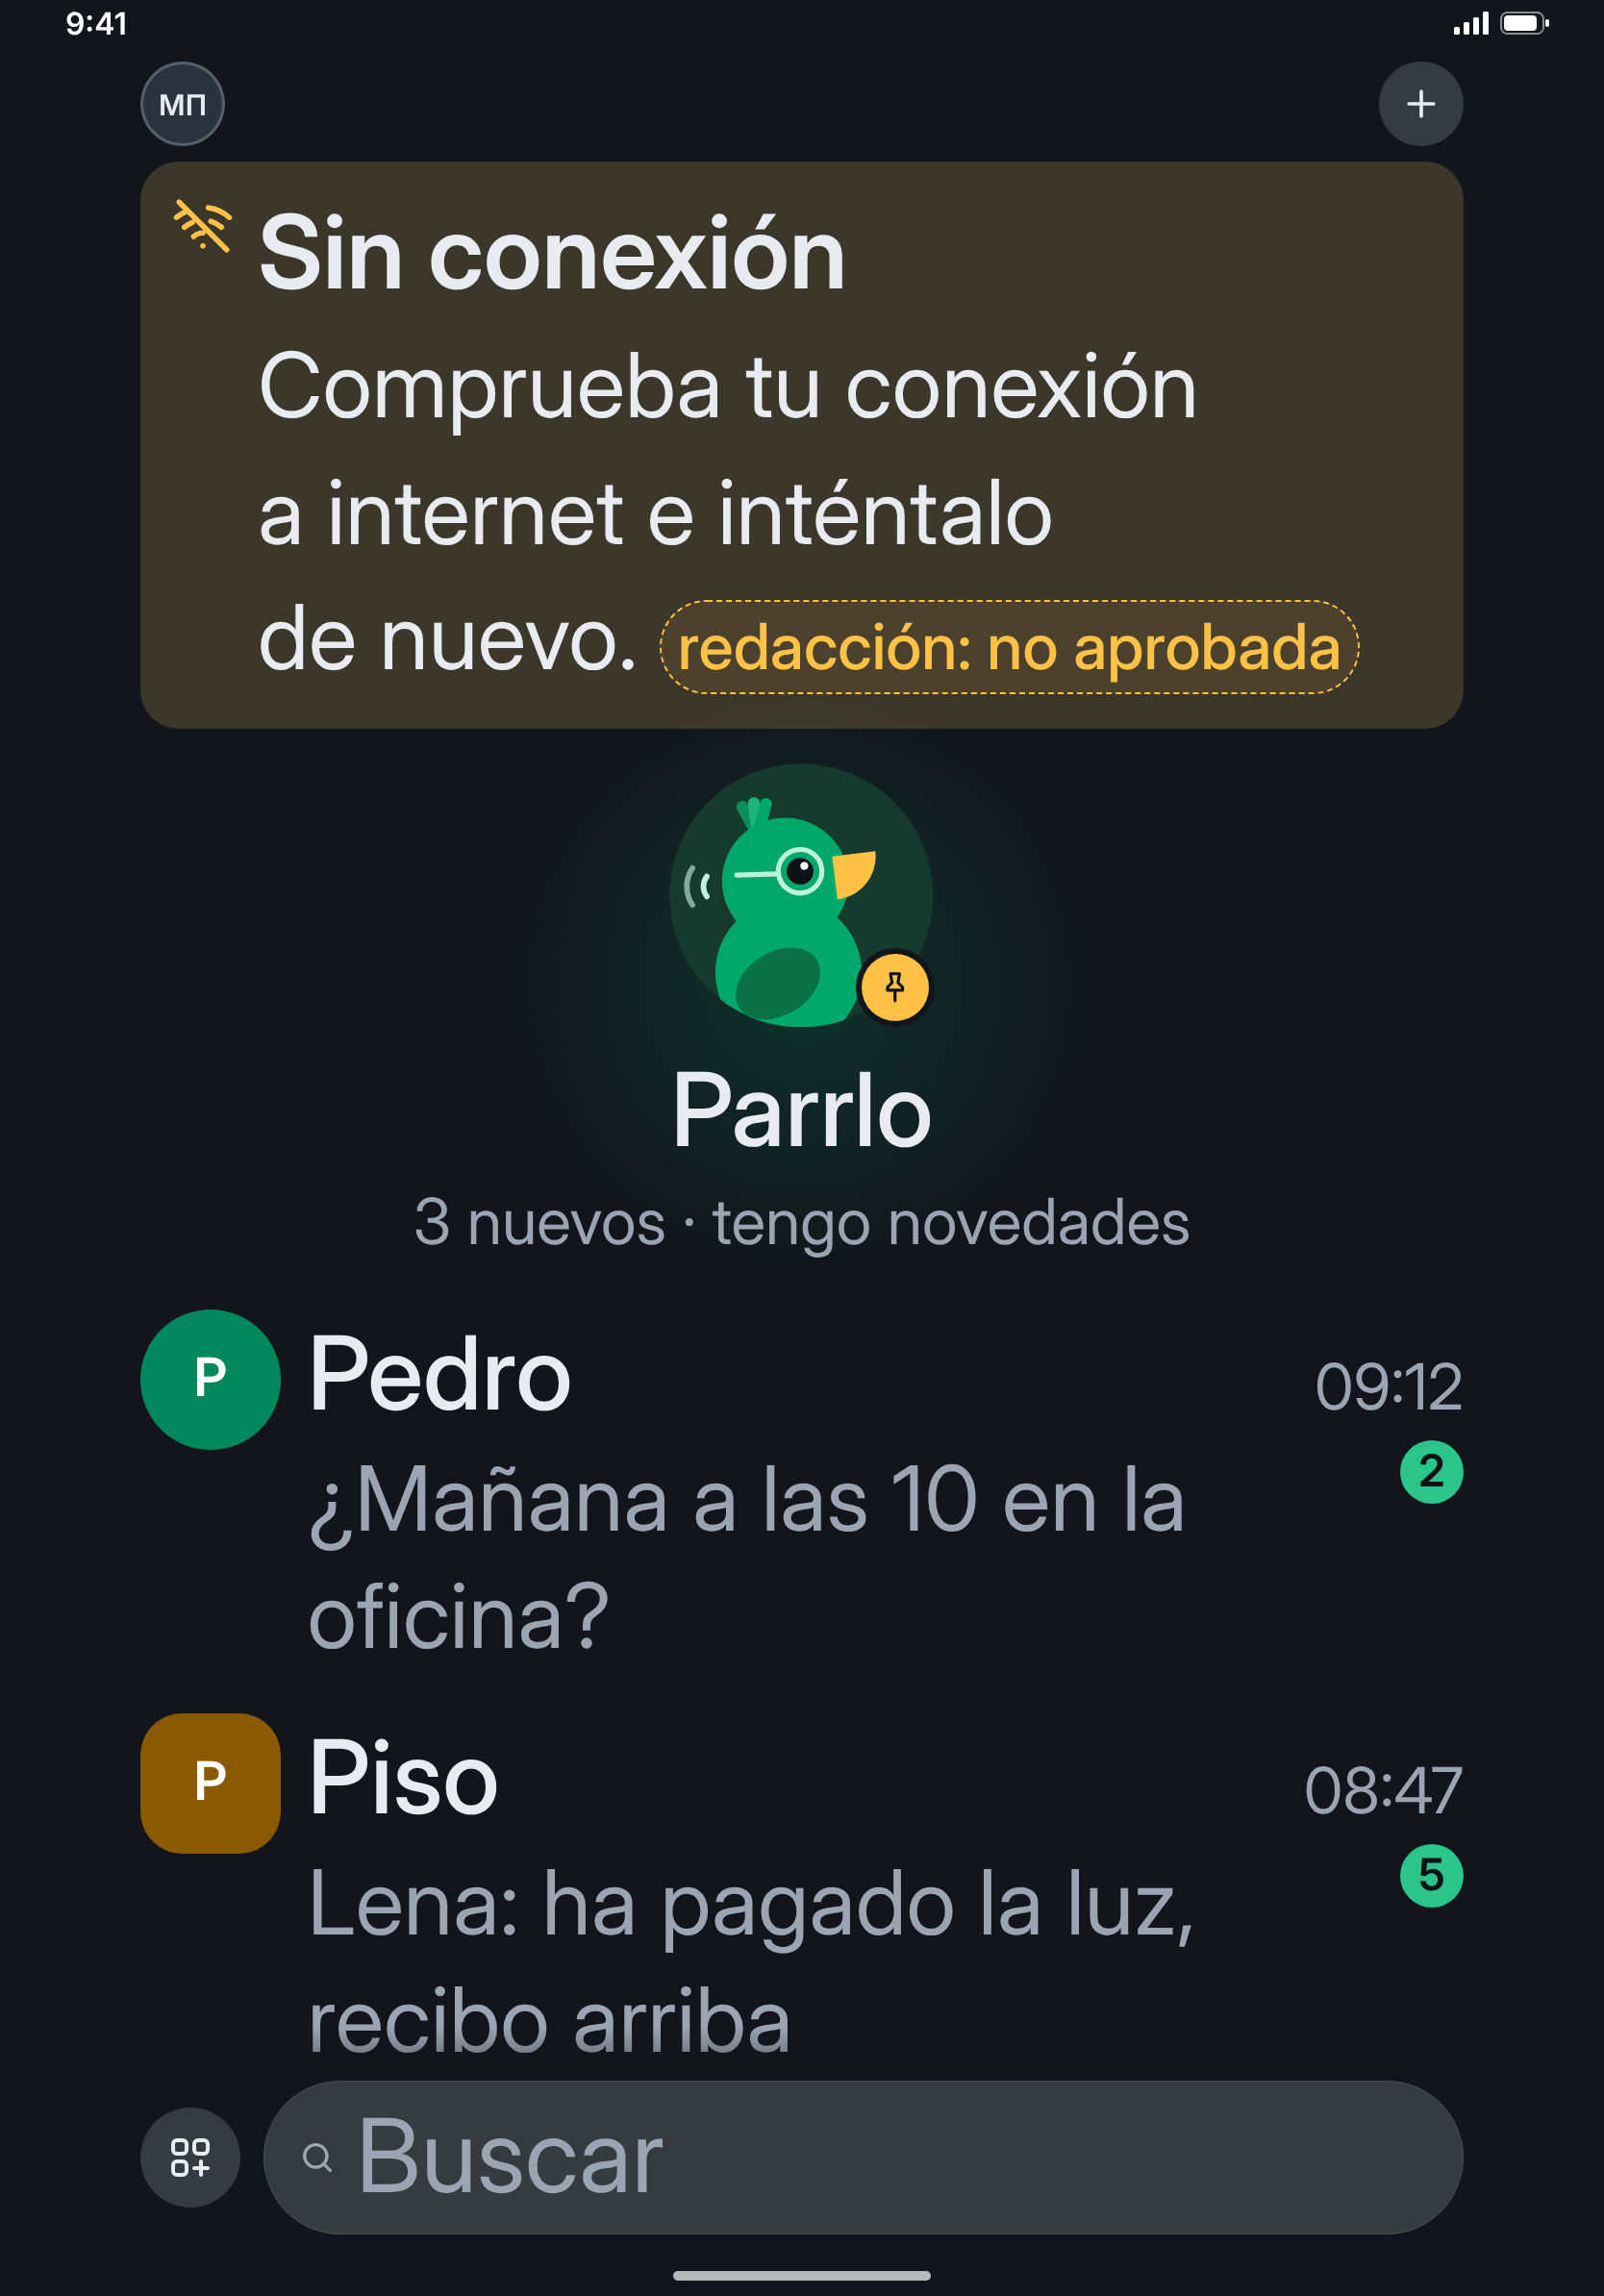 9:41
МП
Sin conexión
Comprueba tu conexión
a internet e inténtalo
de nuevo. redacción: no aprobada
Parrlo
3 nuevos · tengo novedades
P Pedro 09:12
¿Mañana a las 10 en la 2
oficina?
P Piso 08:47
Lena: ha pagado la luz, 5
recibo arriba
Buscar